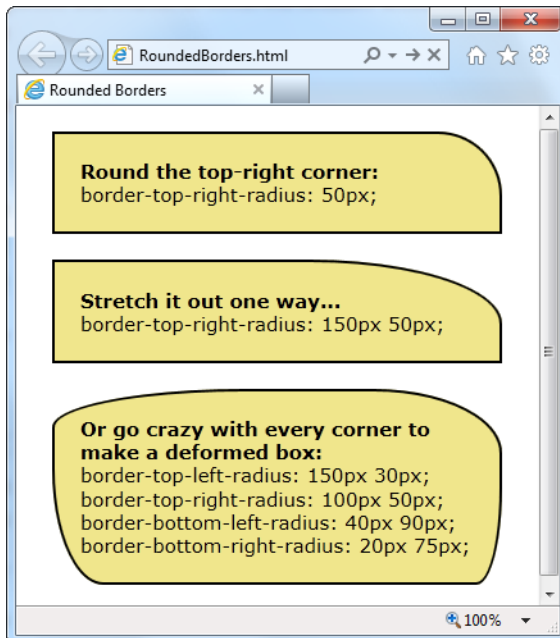 RoundedBorders.html
Rounded Borders
Round the top-right corner:
border-top-right-radius: 50px;
Stretch it out one way...
border-top-right-radius: 150px 50px;
Or go crazy with every corner to
make a deformed box:
border-top-left-radius: 150px 30px;
border-top-right-radius: 100px 50px;
border-bottom-left-radius: 40px 90px;
border-bottom-right-radius: 20px 75px;
100%